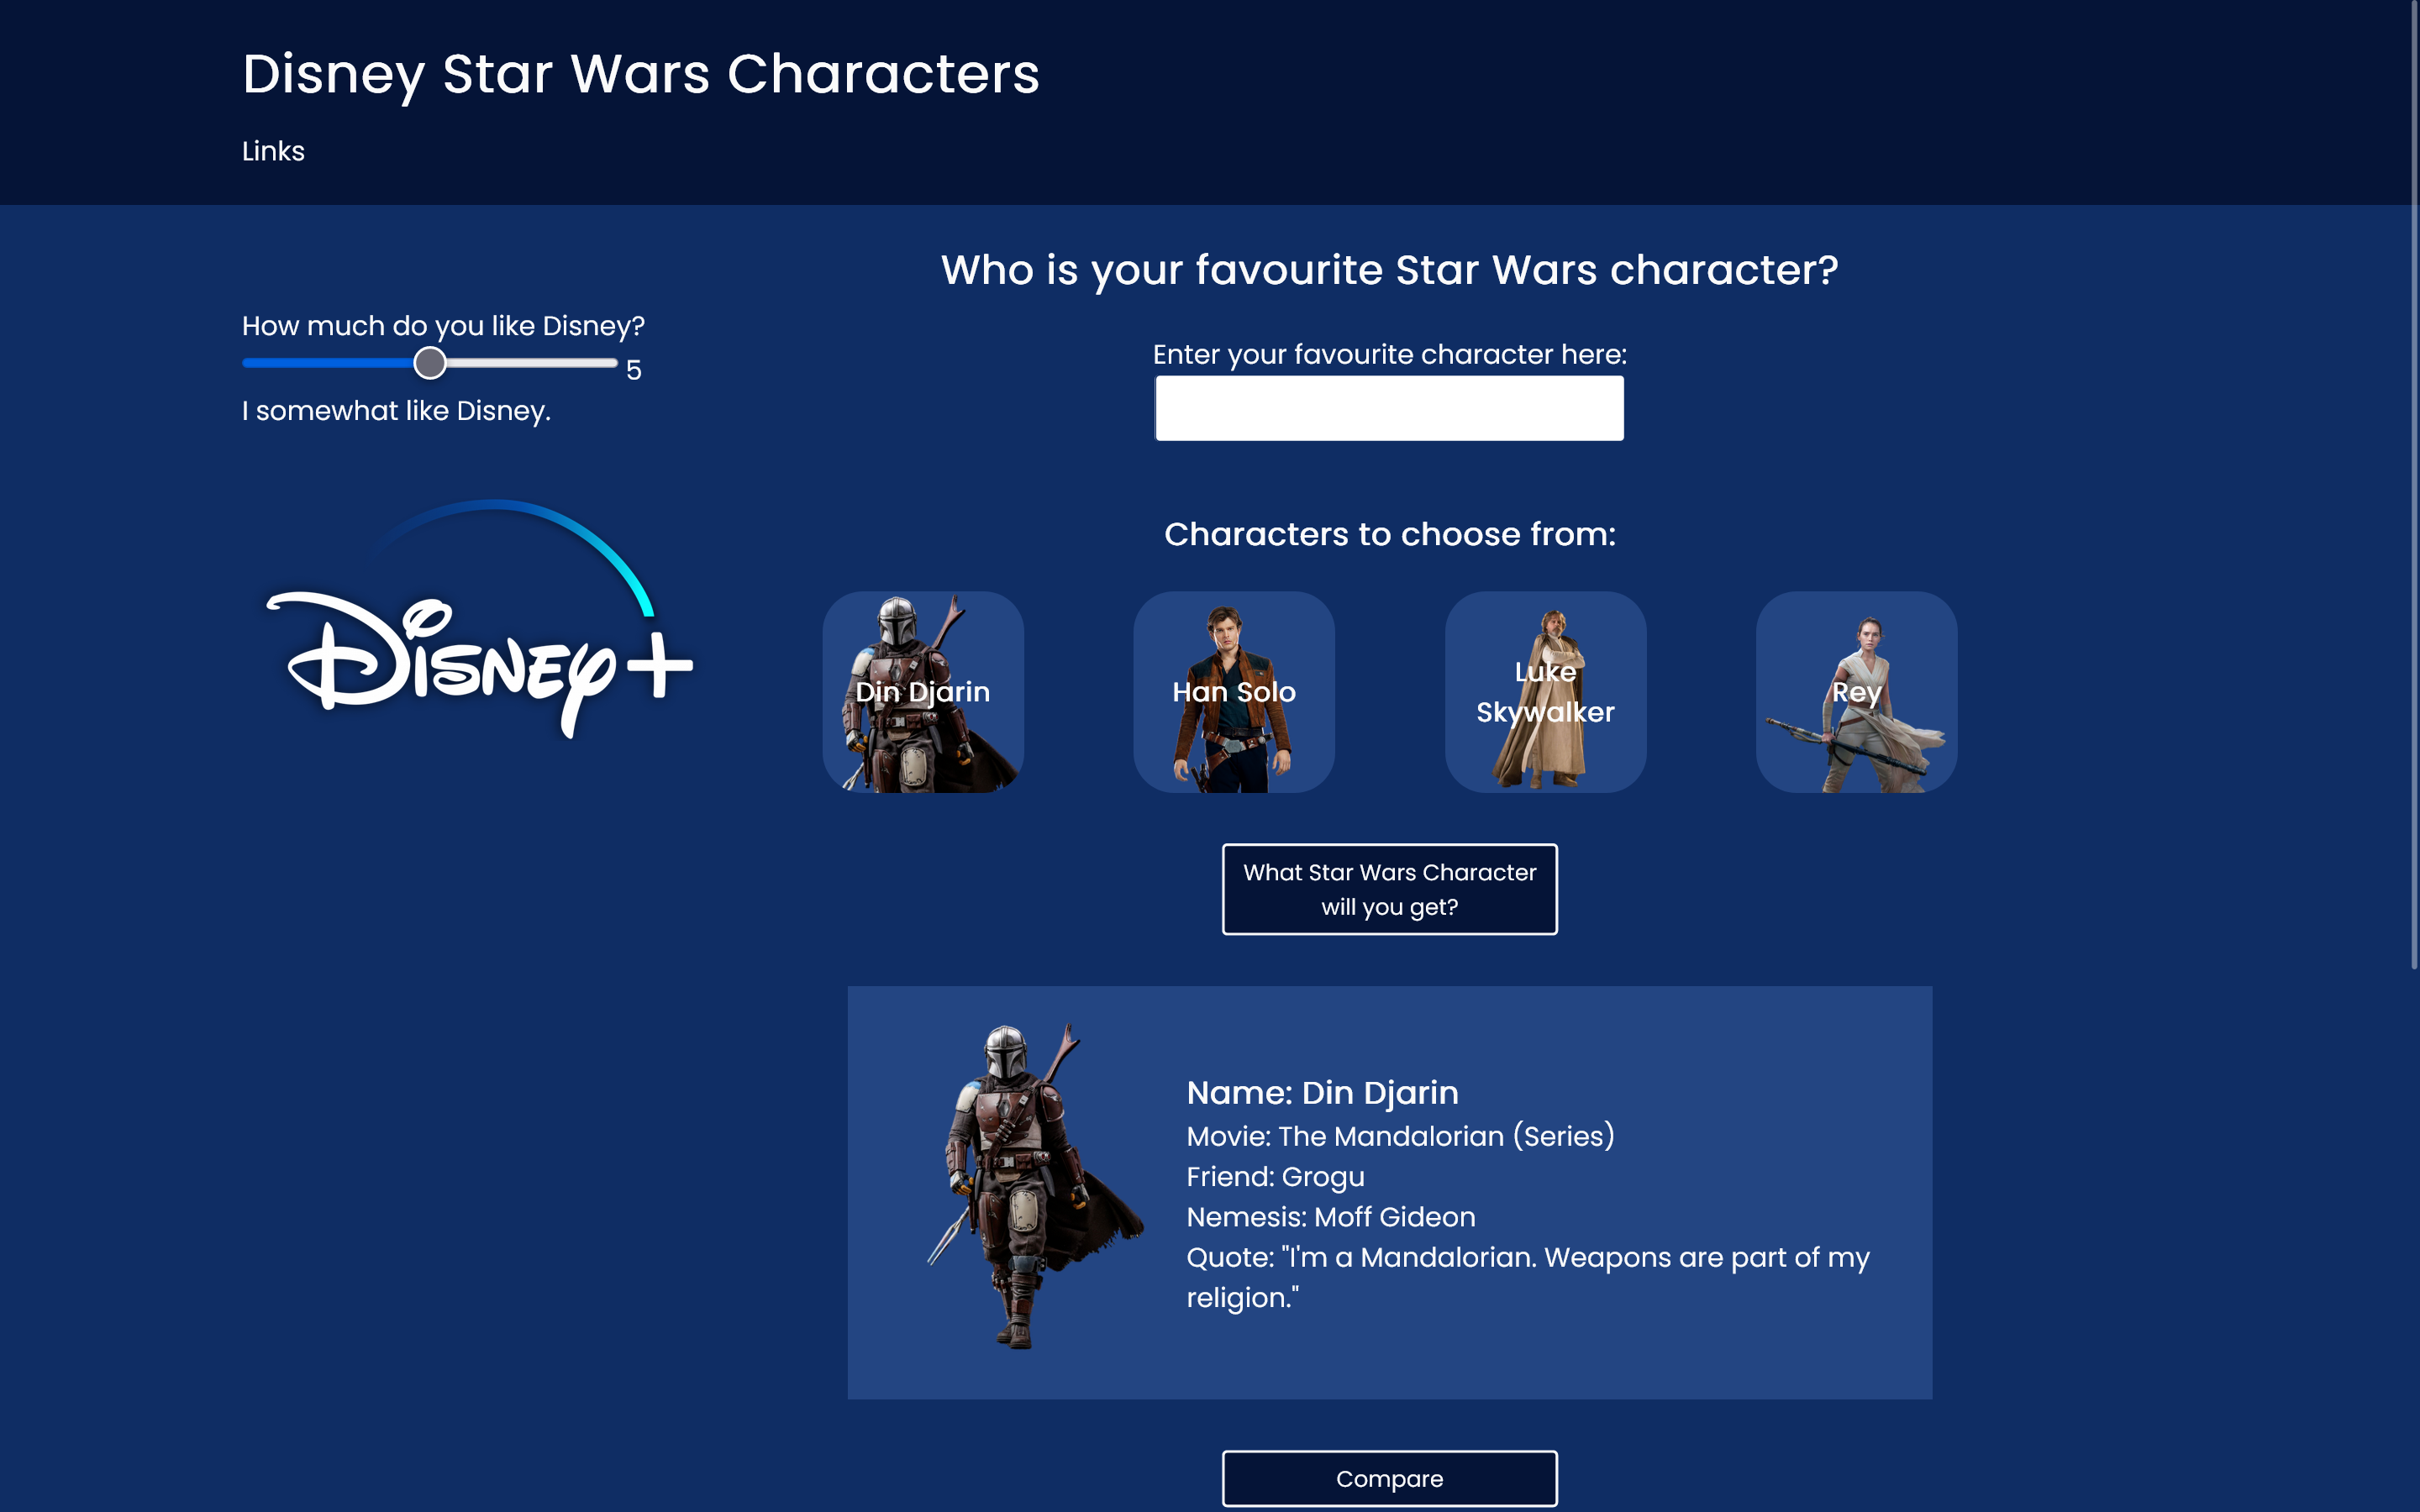 Disney Star Wars Characters
Links
How much do you like Disney?
5
I somewhat like Disney.
Disney+
Who is your favourite Star Wars character?
Enter your favourite character here:
Characters to choose from:
Din Djarin
Han Solo
Luke
Skywalker
Rey
What Star Wars Character
will you get?
Name: Din Djarin
Movie: The Mandalorian (Series)
Friend: Grogu
Nemesis: Moff Gideon
Quote: "I'm a Mandalorian. Weapons are part of my
religion."
Compare